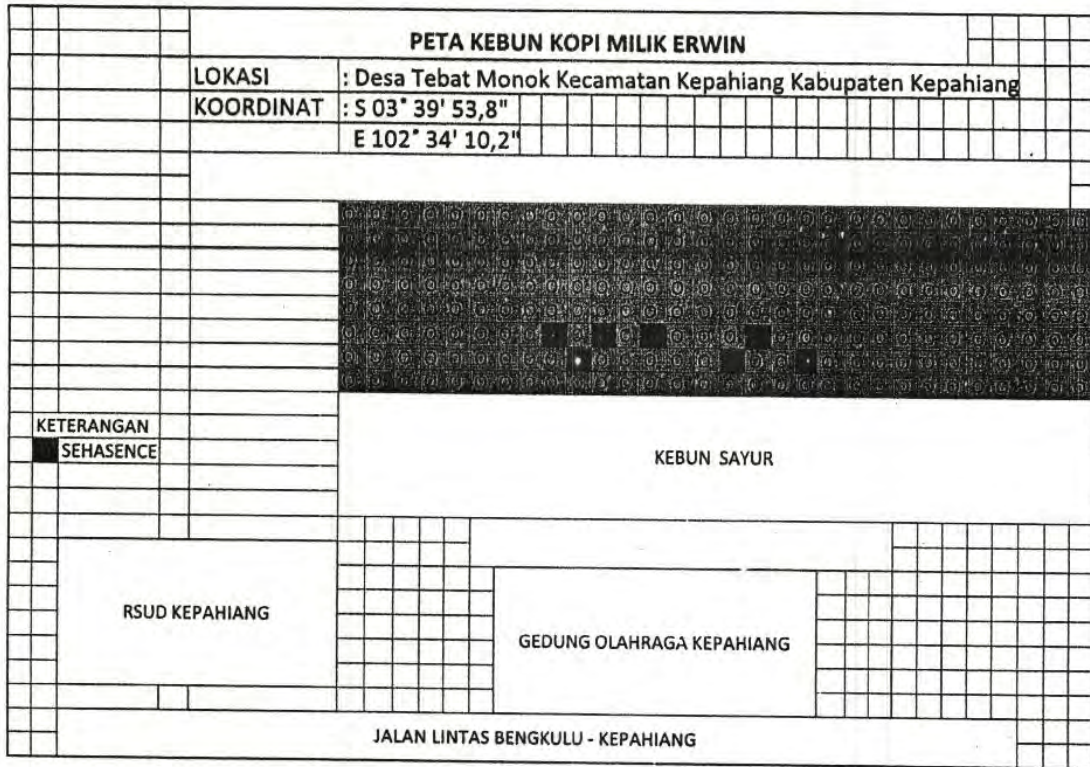 PETA KEBUN KOPI MILIK ERWIN
LOKASI : Desa Tebat Monok Kecamatan Kepahiang Kabupaten Kepahiang
KOORDINAT : S 03° 39' 53,8"
E 102° 34' 10,2"
KETERANGAN
SEHASENCE
KEBUN SAYUR
RSUD KEPAHIANG
GEDUNG OLAHRAGA KEPAHIANG
JALAN LINTAS BENGKULU - KEPAHIANG